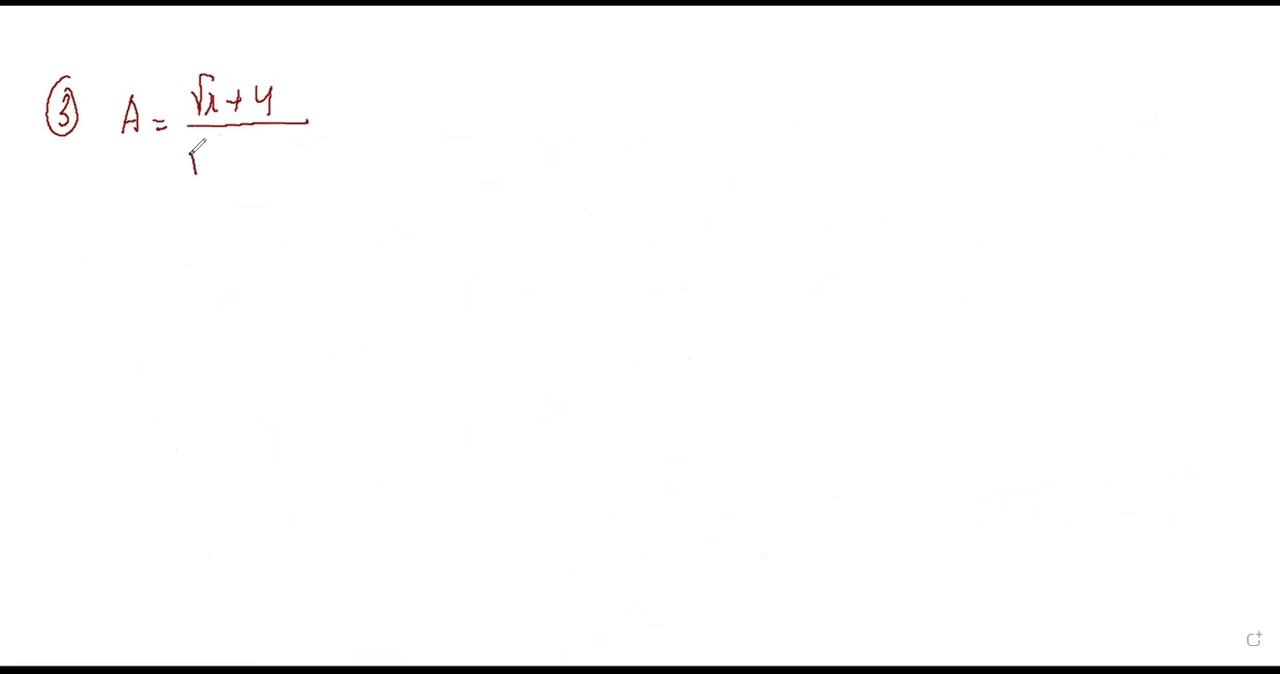 ③ A = (√x + 4) /